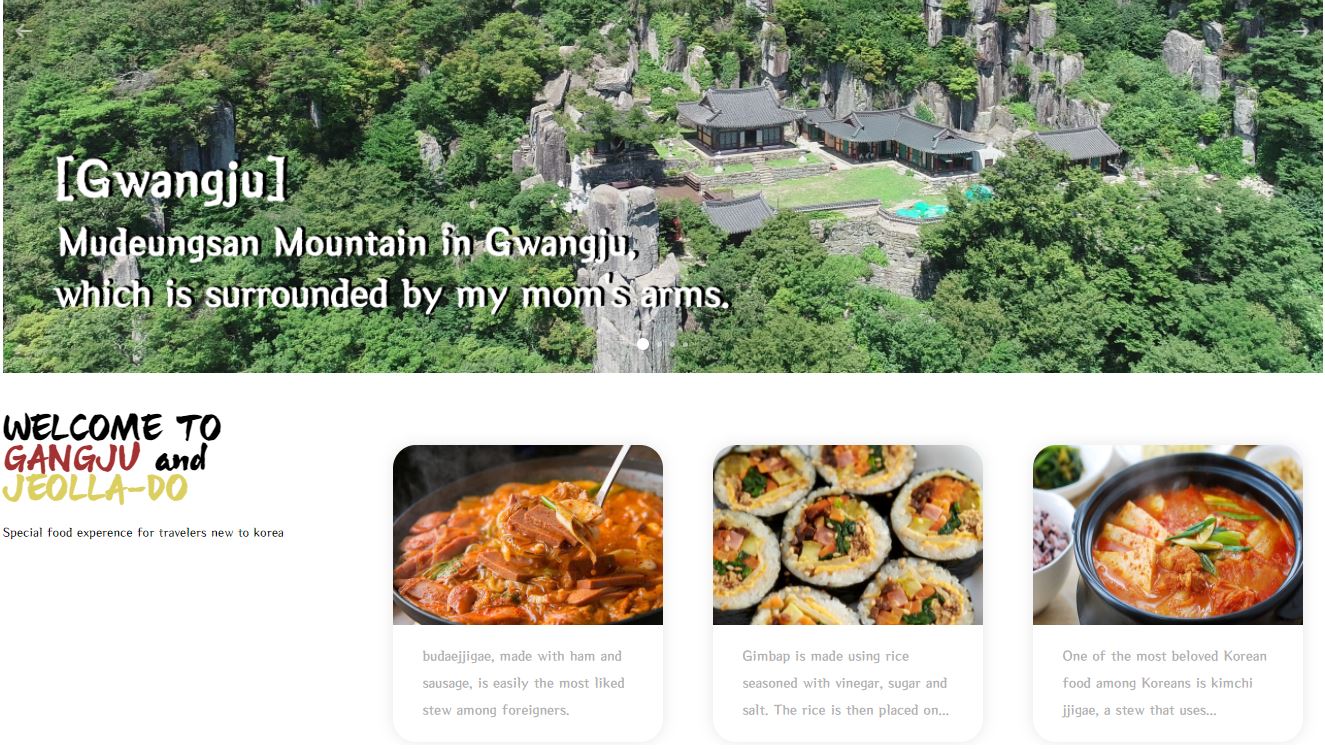 [Gwangju]
Mudeungsan Mountain in Gwangju,
which is surrounded by my mom's arms.
WELCOME TO
GANGJU and
JEOLLA-DO
Special food experence for travelers new to korea
budaejjigae, made with ham and
sausage, is easily the most liked
stew among foreigners.
Gimbap is made using rice
seasoned with vinegar, sugar and
salt. The rice is then placed on...
One of the most beloved Korean
food among Koreans is kimchi
jjigae, a stew that uses...